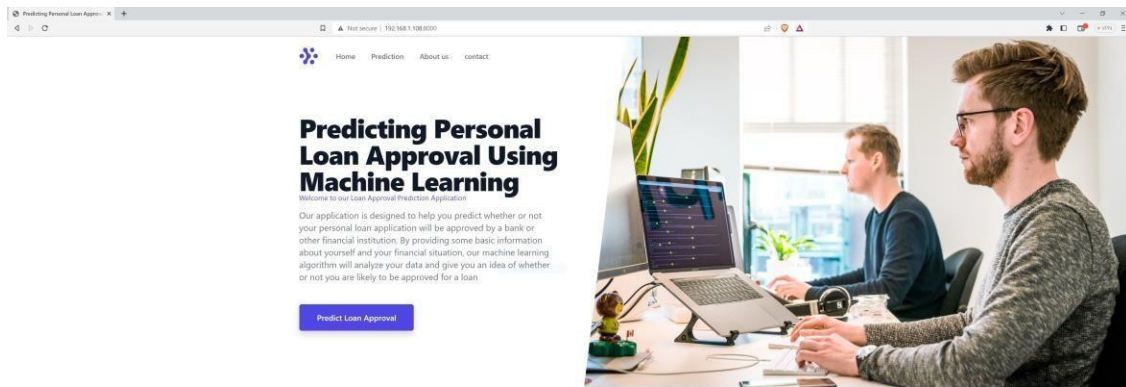 Predicting Personal Loan Approv
Not secure 192.168.1.108:8000
VPN
Home Prediction About us contact
Predicting Personal
Loan Approval Using
Machine Learning
Welcome to our Loan Approval Prediction Application
Our application is designed to help you predict whether or not
your personal loan application will be approved by a bank or
other financial institution. By providing some basic information
about yourself and your financial situation, our machine learning
algorithm will analyze your data and give you an idea of whether
or not you are likely to be approved for a loan
Predict Loan Approval